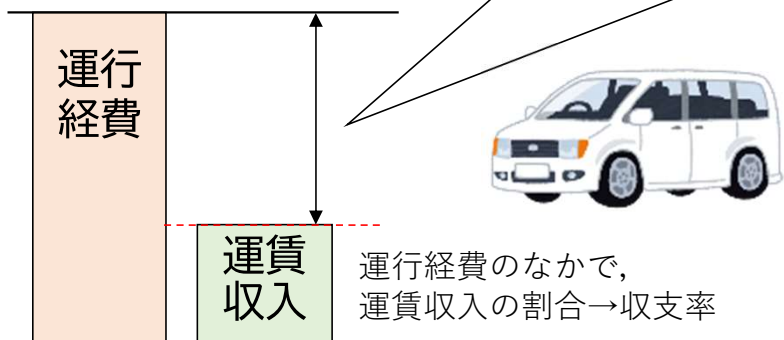 運行
経費
運賃
収入
運行経費のなかで,
運賃収入の割合→収支率